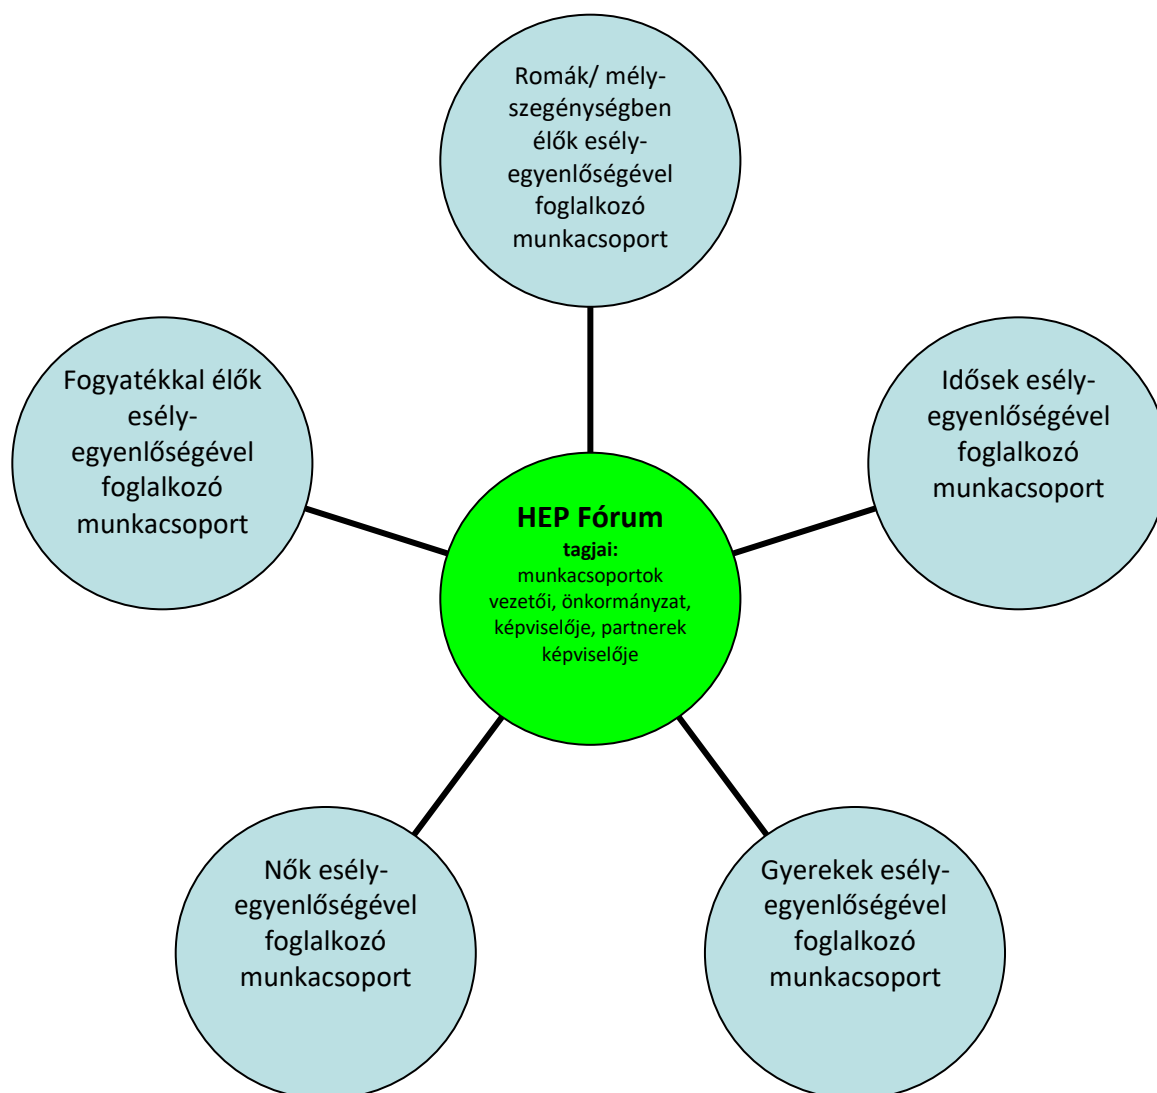 Romák/ mély-
szegénységben
élők esély-
egyenlőségével
foglalkozó
munkacsoport
Fogyatékkal élők
esély-
egyenlőségével
foglalkozó
munkacsoport
Idősek esély-
egyenlőségével
foglalkozó
munkacsoport
HEP Fórum
tagjai:
munkacsoportok
vezetői, önkormányzat,
képviselője, partnerek
képviselője
Nők esély-
egyenlőségével
foglalkozó
munkacsoport
Gyerekek esély-
egyenlőségével
foglalkozó
munkacsoport